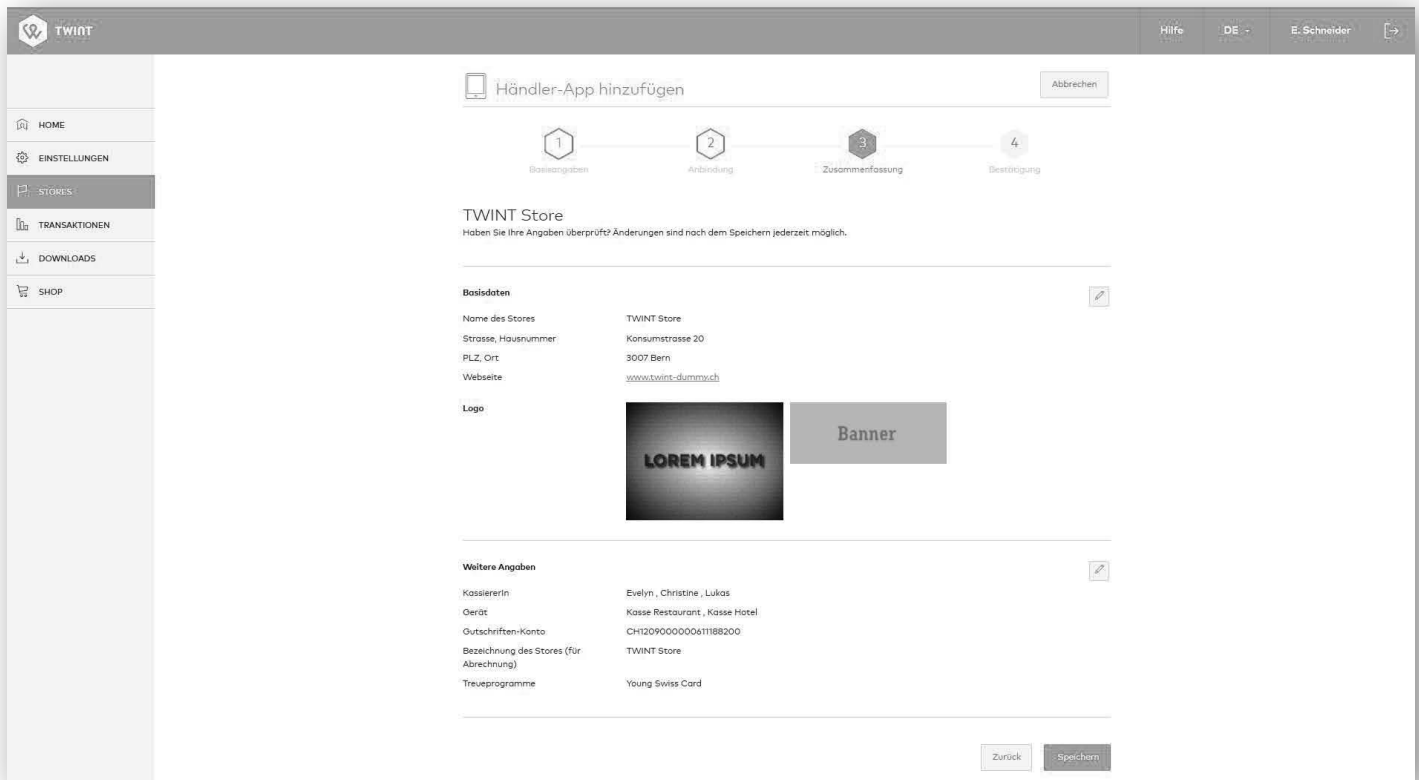 TWINT
Hilfe
DE
E. Schneider
HOME
EINSTELLUNGEN
STORES
TRANSAKTIONEN
DOWNLOADS
SHOP
Händler-App hinzufügen
Abbrechen
1
2
3
4
Basisangaben
Anbindung
Zusammenfassung
Bestätigung
TWINT Store
Haben Sie Ihre Angaben überprüft? Änderungen sind nach dem Speichern jederzeit möglich.
Basisdaten
Name des Stores TWINT Store
Strasse, Hausnummer Konsumstrasse 20
PLZ, Ort 3007 Bern
Webseite www.twint-dummy.ch
Logo
LOREM IPSUM
Banner
Weitere Angaben
KassiererIn Evelyn , Christine , Lukas
Gerät Kasse Restaurant , Kasse Hotel
Gutschriften-Konto CH1209000000611188200
Bezeichnung des Stores (für TWINT Store
Abrechnung)
Treueprogramme Young Swiss Card
Zurück
Speichern